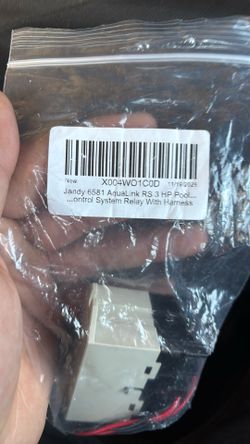 New X004WO1C0D 11/19/2025
Jandy 6581 AquaLink RS 3 HP Pool...
...ontrol System Relay With Harness